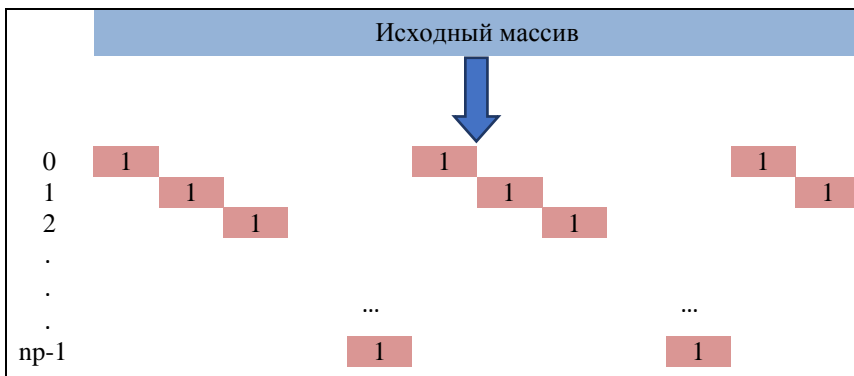 Исходный массив
0 1 1 1
1 1 1 1
2 1 1
.
.
... ...
.
np-1 1 1